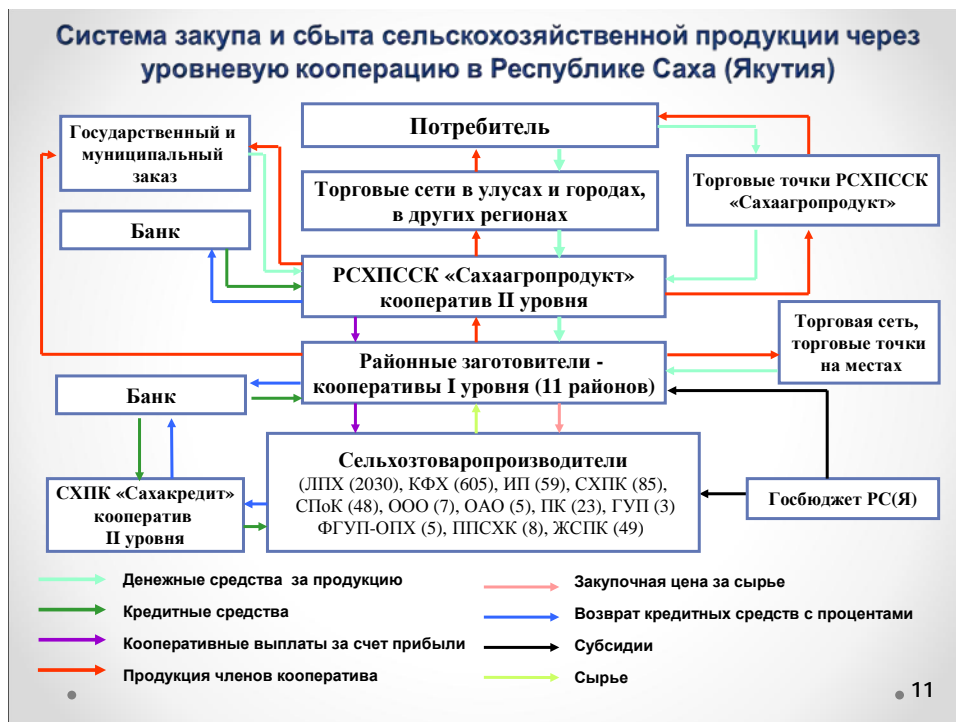 Система закупа и сбыта сельскохозяйственной продукции через
уровневую кооперацию в Республике Саха (Якутия)
Государственный и
муниципальный
заказ
Потребитель
Торговые точки РСХПССК
«Сахаагропродукт»
Торговые сети в улусах и городах,
в других регионах
Банк
РСХПССК «Сахаагропродукт»
кооператив II уровня
Торговая сеть,
торговые точки
на местах
Районные заготовители -
кооперативы I уровня (11 районов)
Банк
Сельхозтоваропроизводители
(ЛПХ (2030), КФХ (605), ИП (59), СХПК (85),
СПоК (48), ООО (7), ОАО (5), ПК (23), ГУП (3)
ФГУП-ОПХ (5), ППСХК (8), ЖСПК (49)
СХПК «Сахакредит»
кооператив
II уровня
Госбюджет РС(Я)
Денежные средства за продукцию
Кредитные средства
Кооперативные выплаты за счет прибыли
Продукция членов кооператива
Закупочная цена за сырье
Возврат кредитных средств с процентами
Субсидии
Сырье
11